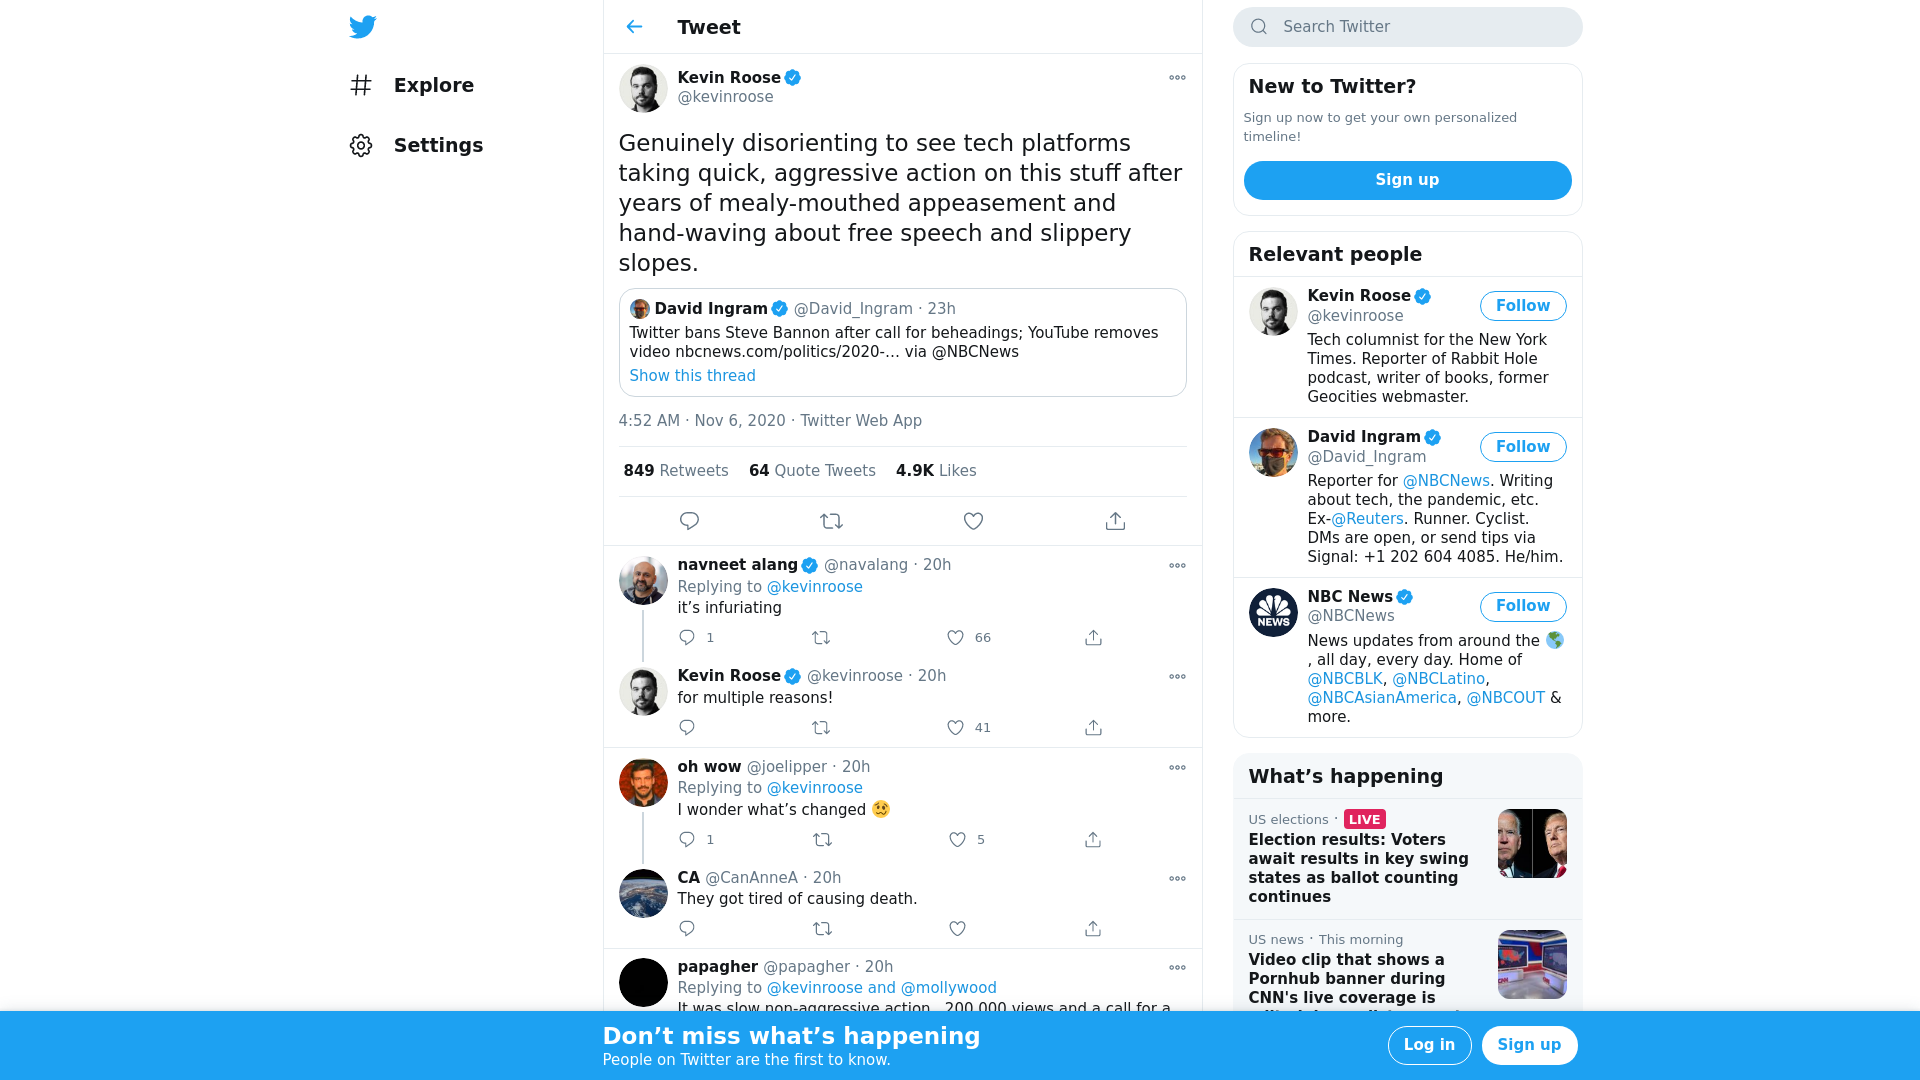 Explore
Settings
Tweet
Kevin Roose
@kevinroose
Genuinely disorienting to see tech platforms
taking quick, aggressive action on this stuff after
years of mealy-mouthed appeasement and
hand-waving about free speech and slippery
slopes.
David Ingram @David_Ingram · 23h
Twitter bans Steve Bannon after call for beheadings; YouTube removes
video nbcnews.com/politics/2020-… via @NBCNews
Show this thread
4:52 AM · Nov 6, 2020 · Twitter Web App
849 Retweets 64 Quote Tweets 4.9K Likes
navneet alang @navalang · 20h
Replying to @kevinroose
it’s infuriating
1 66
Kevin Roose @kevinroose · 20h
for multiple reasons!
41
oh wow @joelipper · 20h
Replying to @kevinroose
I wonder what’s changed 🥴
1 5
CA @CanAnneA · 20h
They got tired of causing death.
papagher @papagher · 20h
Replying to @kevinroose and @mollywood
It was slow non-aggressive action. 200,000 views and a call for a
Search Twitter
New to Twitter?
Sign up now to get your own personalized
timeline!
Sign up
Relevant people
Kevin Roose
@kevinroose
Follow
Tech columnist for the New York
Times. Reporter of Rabbit Hole
podcast, writer of books, former
Geocities webmaster.
David Ingram
@David_Ingram
Follow
Reporter for @NBCNews. Writing
about tech, the pandemic, etc.
Ex-@Reuters. Runner. Cyclist.
DMs are open, or send tips via
Signal: +1 202 604 4085. He/him.
NEWS
NBC News
@NBCNews
Follow
News updates from around the 🌎
, all day, every day. Home of
@NBCBLK, @NBCLatino,
@NBCAsianAmerica, @NBCOUT &
more.
What’s happening
US elections · LIVE
Election results: Voters
await results in key swing
states as ballot counting
continues
US news · This morning
Video clip that shows a
Pornhub banner during
CNN's live coverage is
Don’t miss what’s happening
People on Twitter are the first to know.
Log in
Sign up